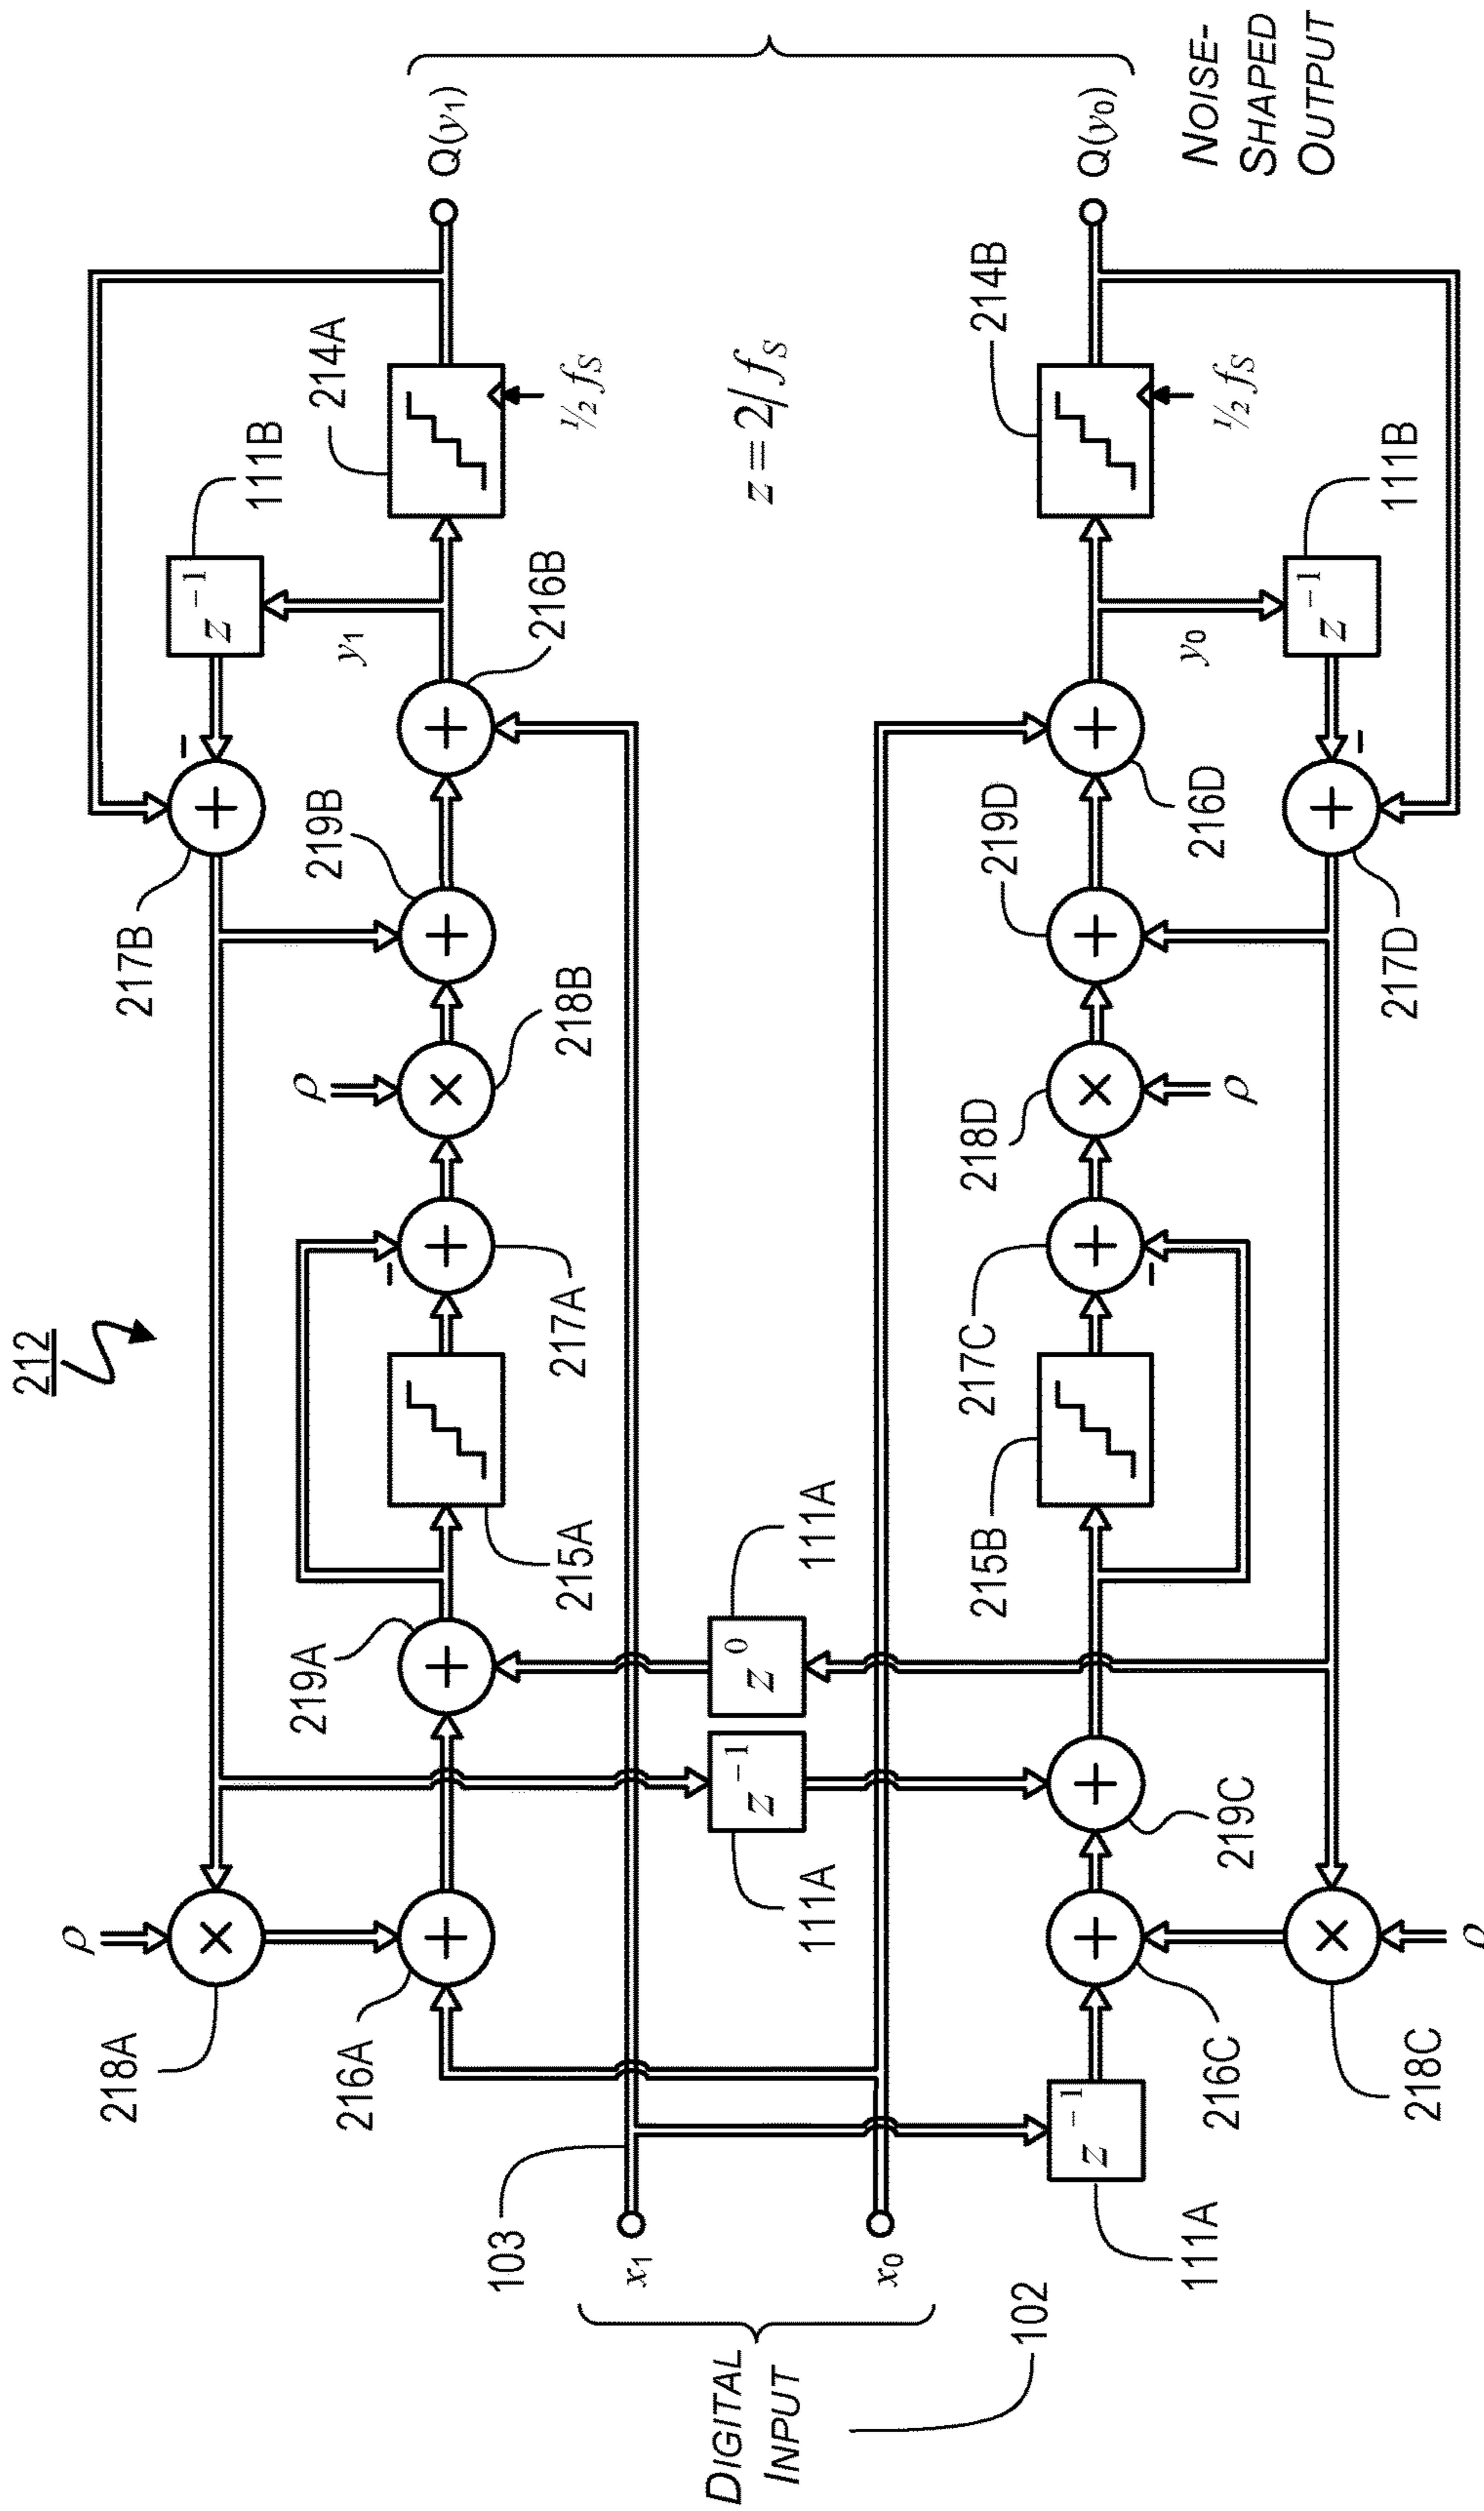 212
217B
111B
ρ
219B
214A
Q(y₁)
z⁻¹
y₁
ρ
218A
216A
219A
215A
217A
218B
216B
½ fS
103
x₁
111A
111A
z⁻¹
z⁰
z = 2/fS
DIGITAL
INPUT
x₀
102
215B
217C
218D
219D
214B
Q(y₀)
NOISE-
SHAPED
OUTPUT
z⁻¹
111A
216C
219C
ρ
216D
y₀
½ fS
z⁻¹
111B
218C
ρ
217D